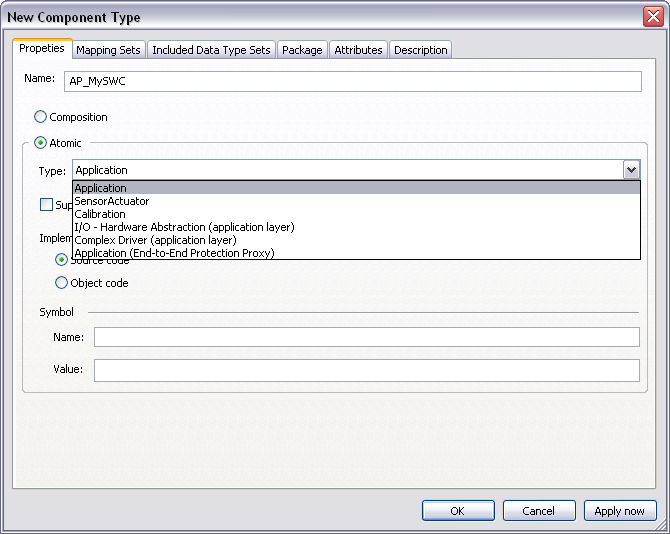 New Component Type
Propeties Mapping Sets Included Data Type Sets Package Attributes Description
Name: AP_MySWC
Composition
Atomic
Type: Application
Application
SensorActuator
Calibration
I/O - Hardware Abstraction (application layer)
Complex Driver (application layer)
Application (End-to-End Protection Proxy)
Sup
Implem
Source code
Object code
Symbol
Name:
Value:
OK Cancel Apply now